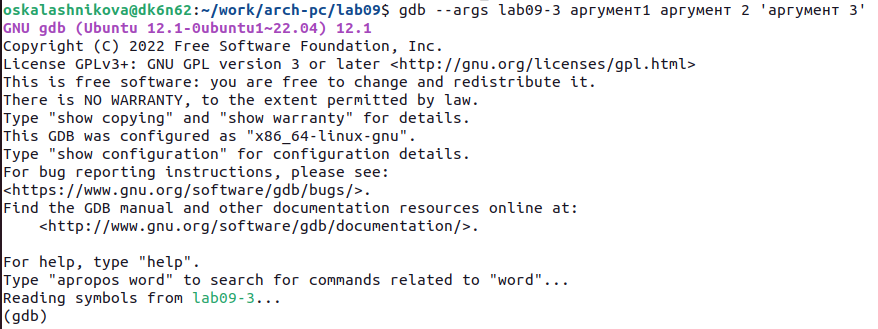 oskalashnikova@dk6n62:~/work/arch-pc/lab09$ gdb --args lab09-3 аргумент1 аргумент 2 'аргумент 3'
GNU gdb (Ubuntu 12.1-0ubuntu1~22.04) 12.1
Copyright (C) 2022 Free Software Foundation, Inc.
License GPLv3+: GNU GPL version 3 or later <http://gnu.org/licenses/gpl.html>
This is free software: you are free to change and redistribute it.
There is NO WARRANTY, to the extent permitted by law.
Type "show copying" and "show warranty" for details.
This GDB was configured as "x86_64-linux-gnu".
Type "show configuration" for configuration details.
For bug reporting instructions, please see:
<https://www.gnu.org/software/gdb/bugs/>.
Find the GDB manual and other documentation resources online at:
    <http://www.gnu.org/software/gdb/documentation/>.

For help, type "help".
Type "apropos word" to search for commands related to "word"...
Reading symbols from lab09-3...
(gdb)